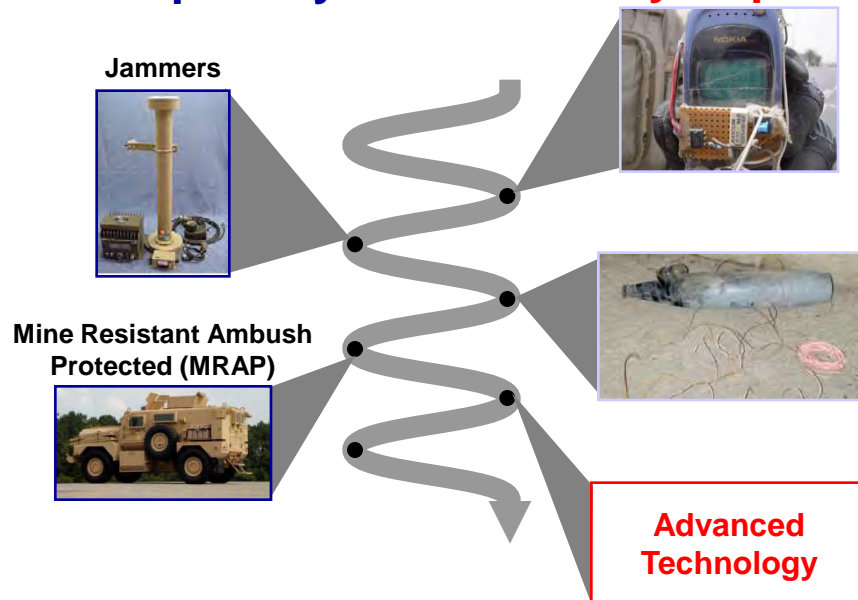 Jammers
NOKIA
Mine Resistant Ambush
Protected (MRAP)
Advanced
Technology